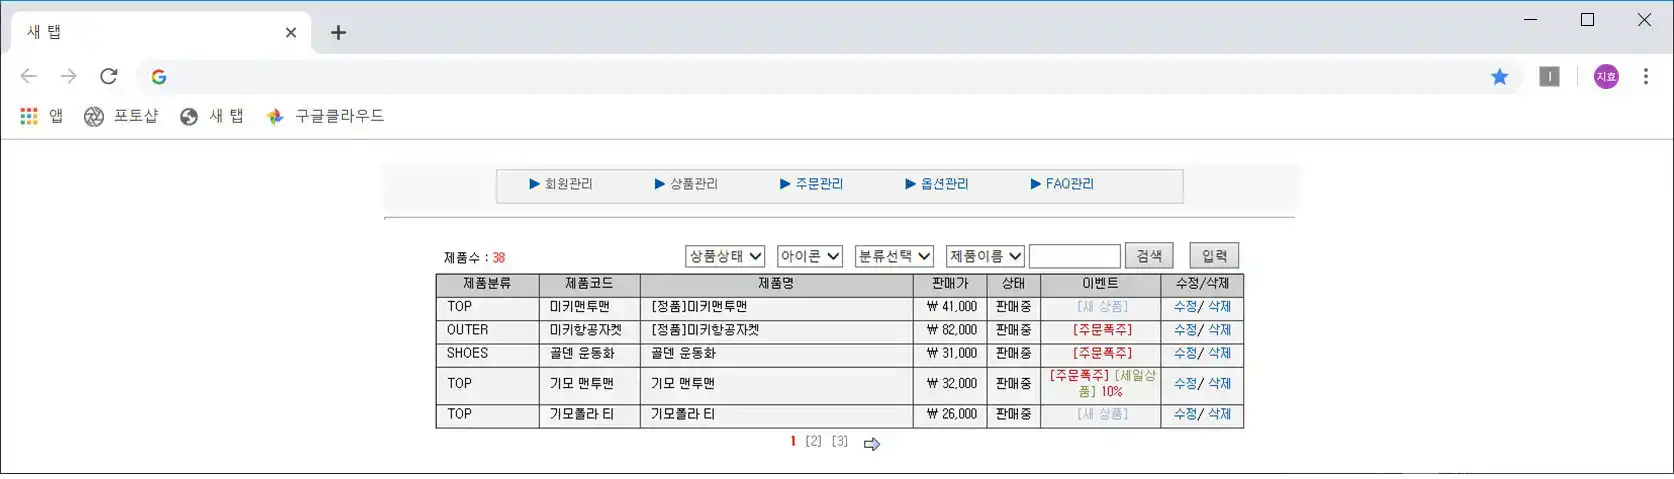 새 탭
앱 포토샵 새 탭 구글클라우드
지효
▶ 회원관리 ▶ 상품관리 ▶ 주문관리 ▶ 옵션관리 ▶ FAQ관리
제품수 : 38 상품상태 아이콘 분류선택 제품이름 검색 입력
제품분류 제품코드 제품명 판매가 상태 이벤트 수정/삭제
TOP 미키맨투맨 [정품]미키맨투맨 ₩ 41,000 판매중 [새 상품] 수정/ 삭제
OUTER 미키항공자켓 [정품]미키항공자켓 ₩ 82,000 판매중 [주문폭주] 수정/ 삭제
SHOES 골덴 운동화 골덴 운동화 ₩ 31,000 판매중 [주문폭주] 수정/ 삭제
TOP 기모 맨투맨 기모 맨투맨 ₩ 32,000 판매중 [주문폭주] [세일상품] 10% 수정/ 삭제
TOP 기모폴라 티 기모폴라 티 ₩ 26,000 판매중 [새 상품] 수정/ 삭제
1 [2] [3]